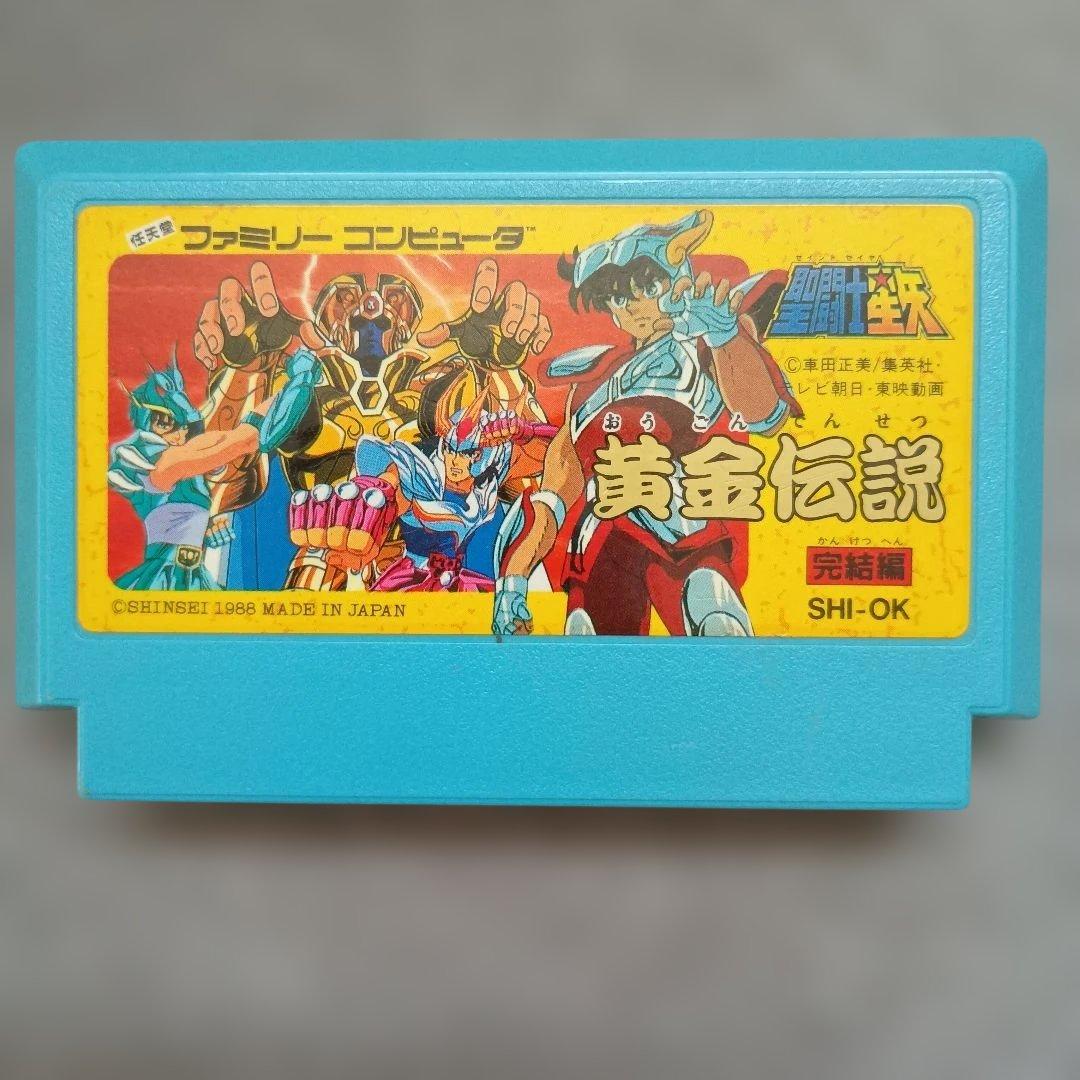 任天堂 ファミリー コンピュータ™
セイント セイヤ
聖闘士星矢
©車田正美/集英社・
テレビ朝日・東映動画
おう ごん でん せつ
黄金伝説
かん けつ へん
完結編
SHI-OK
©SHINSEI 1988 MADE IN JAPAN